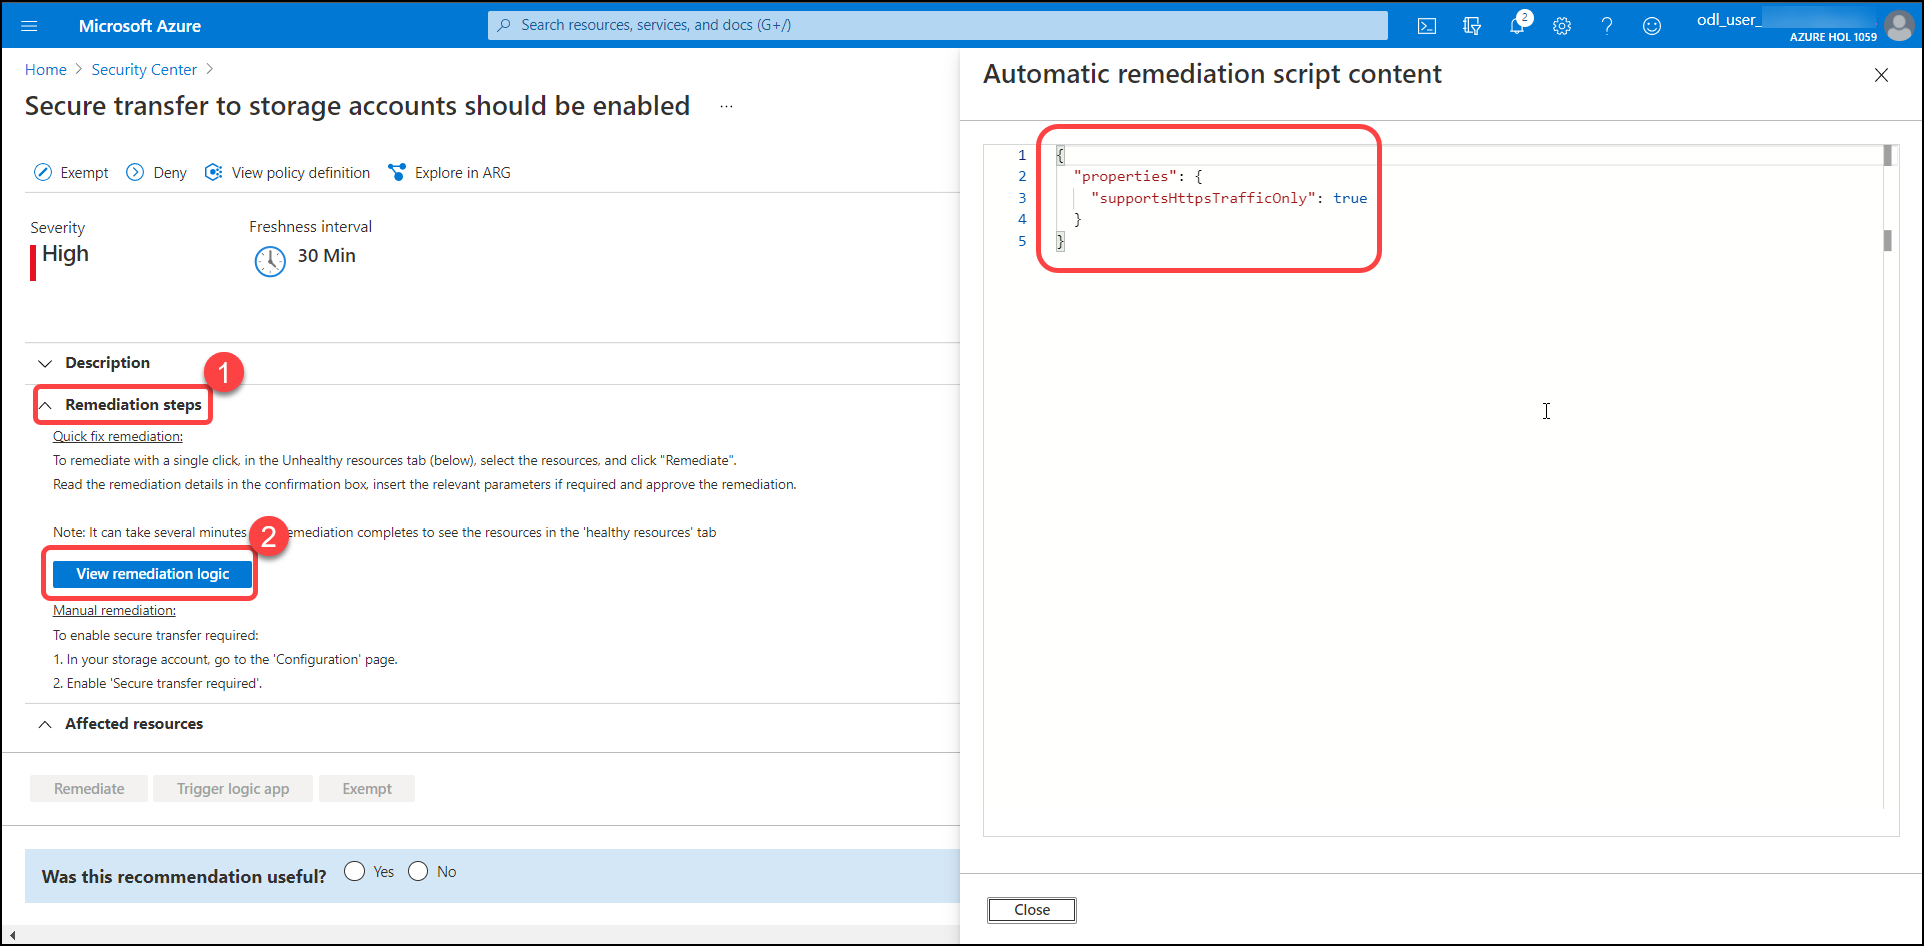 Microsoft Azure
Search resources, services, and docs (G+/)
2
odl_user_
AZURE HOL 1059
Home > Security Center >
Secure transfer to storage accounts should be enabled ...
Exempt
Deny
View policy definition
Explore in ARG
Severity
High
Freshness interval
30 Min
Description
1
Remediation steps
Quick fix remediation:
To remediate with a single click, in the Unhealthy resources tab (below), select the resources, and click "Remediate".
Read the remediation details in the confirmation box, insert the relevant parameters if required and approve the remediation.
Note: It can take several minutes emediation completes to see the resources in the 'healthy resources' tab
2
View remediation logic
Manual remediation:
To enable secure transfer required:
1. In your storage account, go to the 'Configuration' page.
2. Enable 'Secure transfer required'.
Affected resources
Remediate
Trigger logic app
Exempt
Was this recommendation useful? Yes No
Automatic remediation script content
1 {
2 "properties": {
3 "supportsHttpsTrafficOnly": true
4 }
5 }
Close